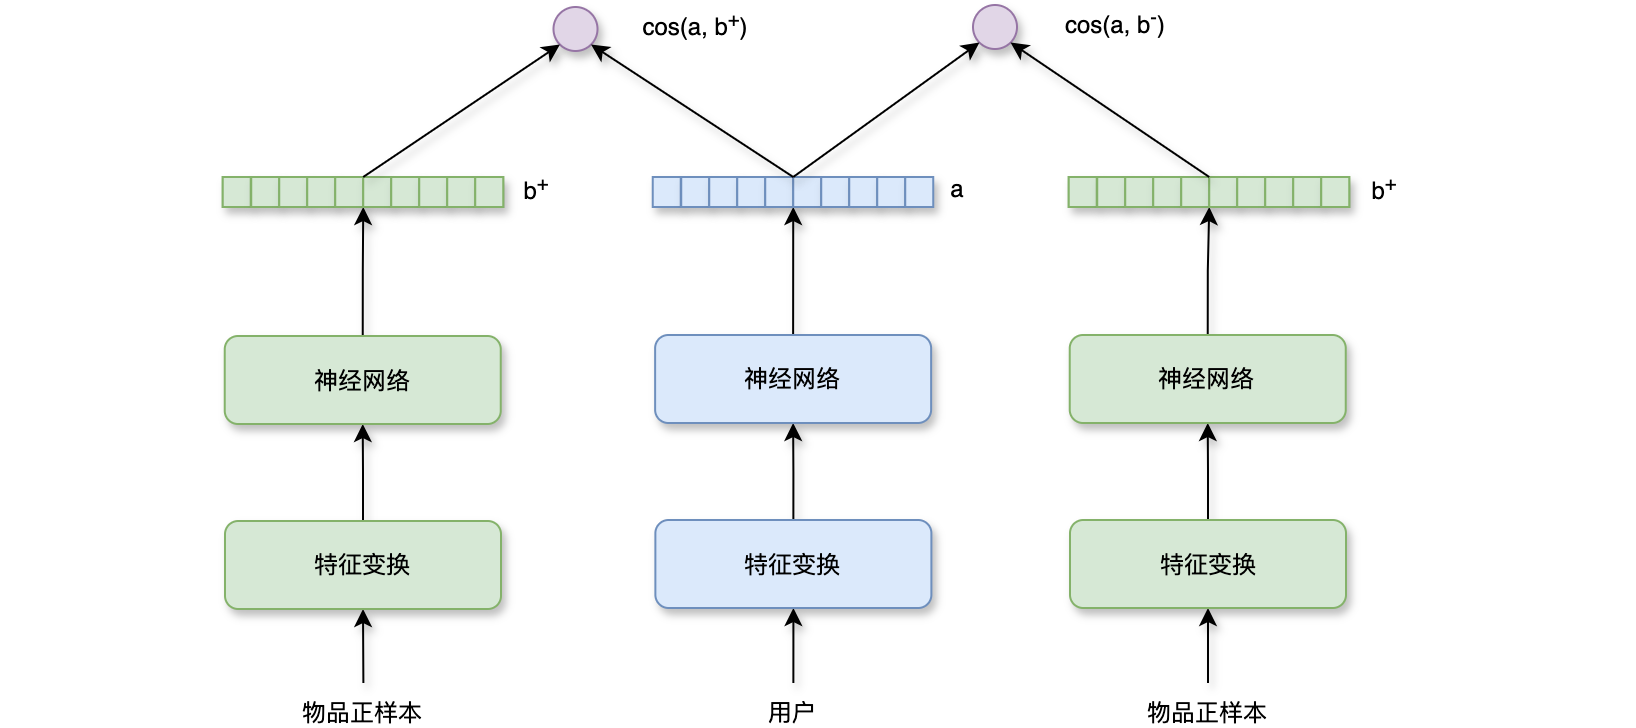 cos(a, b⁺)
cos(a, b⁻)
b⁺
a
b⁺
神经网络
神经网络
神经网络
特征变换
特征变换
特征变换
物品正样本
用户
物品正样本